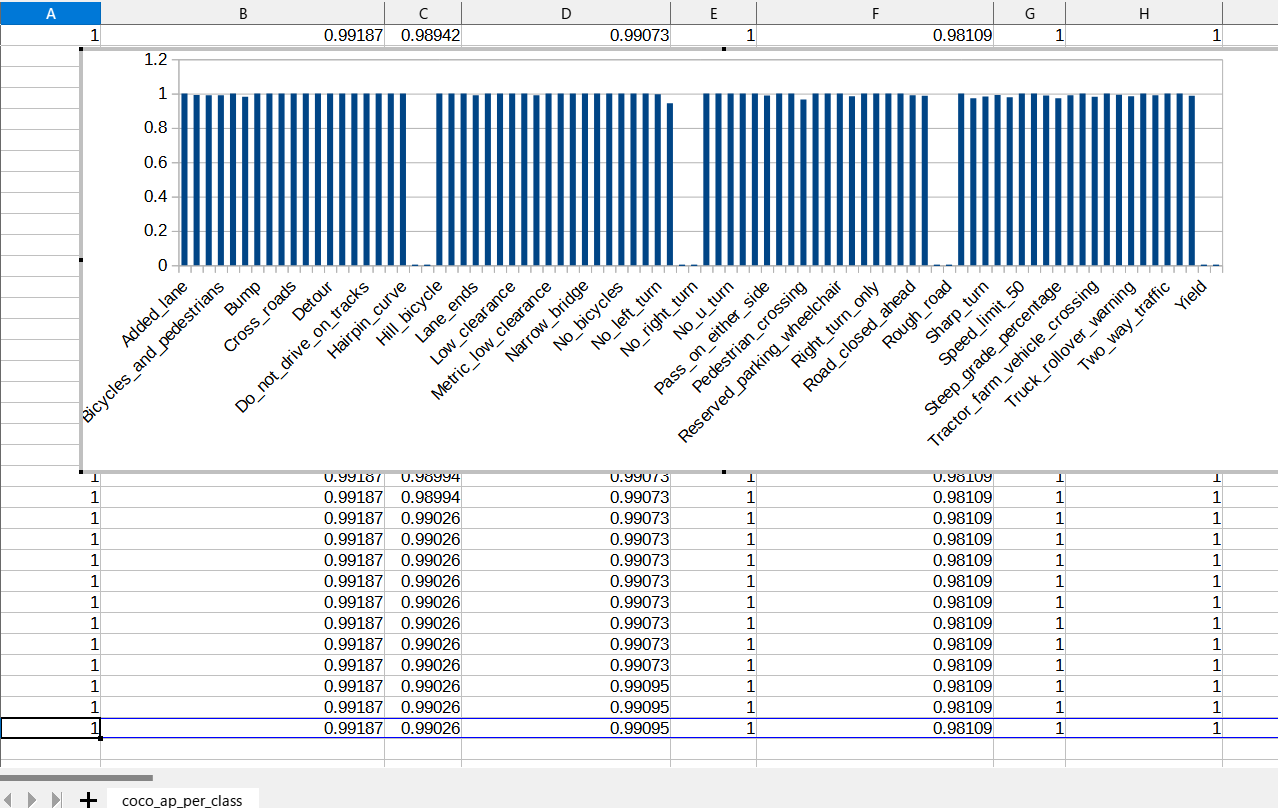 A B C D E F G H
1 0.99187 0.98942 0.99073 1 0.98109 1 1
1.2
1
0.8
0.6
0.4
0.2
0
Added_lane
Bicycles_and_pedestrians
Bump
Cross_roads
Detour
Do_not_drive_on_tracks
Hairpin_curve
Hill_bicycle
Lane_ends
Low_clearance
Metric_low_clearance
Narrow_bridge
No_bicycles
No_left_turn
No_right_turn
No_u_turn
Pass_on_either_side
Pedestrian_crossing
Reserved_parking_wheelchair
Right_turn_only
Road_closed_ahead
Rough_road
Sharp_turn
Speed_limit_50
Steep_grade_percentage
Tractor_farm_vehicle_crossing
Truck_rollover_warning
Two_way_traffic
Yield
1 0.99187 0.98994 0.99073 1 0.98109 1 1
1 0.99187 0.98994 0.99073 1 0.98109 1 1
1 0.99187 0.99026 0.99073 1 0.98109 1 1
1 0.99187 0.99026 0.99073 1 0.98109 1 1
1 0.99187 0.99026 0.99073 1 0.98109 1 1
1 0.99187 0.99026 0.99073 1 0.98109 1 1
1 0.99187 0.99026 0.99073 1 0.98109 1 1
1 0.99187 0.99026 0.99073 1 0.98109 1 1
1 0.99187 0.99026 0.99073 1 0.98109 1 1
1 0.99187 0.99026 0.99073 1 0.98109 1 1
1 0.99187 0.99026 0.99095 1 0.98109 1 1
1 0.99187 0.99026 0.99095 1 0.98109 1 1
1 0.99187 0.99026 0.99095 1 0.98109 1 1
coco_ap_per_class